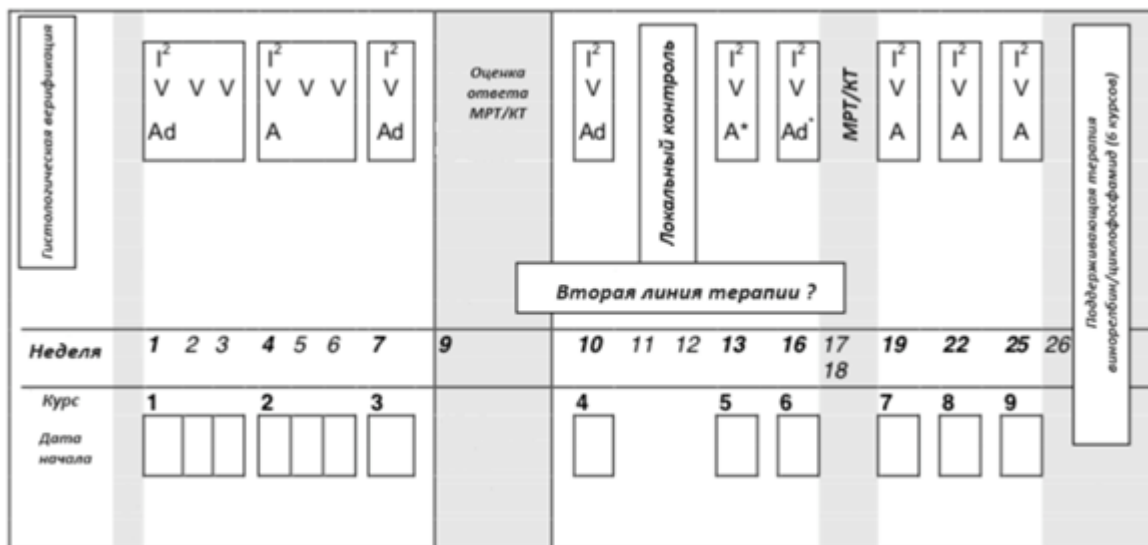 Гистологическая верификация
I²
V V V
Ad
I²
V V V
A
I²
V
Ad
Оценка
ответа
МРТ/КТ
I²
V
Ad
Локальный контроль
I²
V
A*
I²
V
Ad*
МРТ/КТ
I²
V
A
I²
V
A
I²
V
A
Поддерживающая терапия
винорелбин/циклофосфамид (6 курсов)
Вторая линия терапии ?
Неделя 1 2 3 4 5 6 7 9 10 11 12 13 16 17 19 22 25 26
18
Курс 1 2 3 4 5 6 7 8 9
Дата
начала